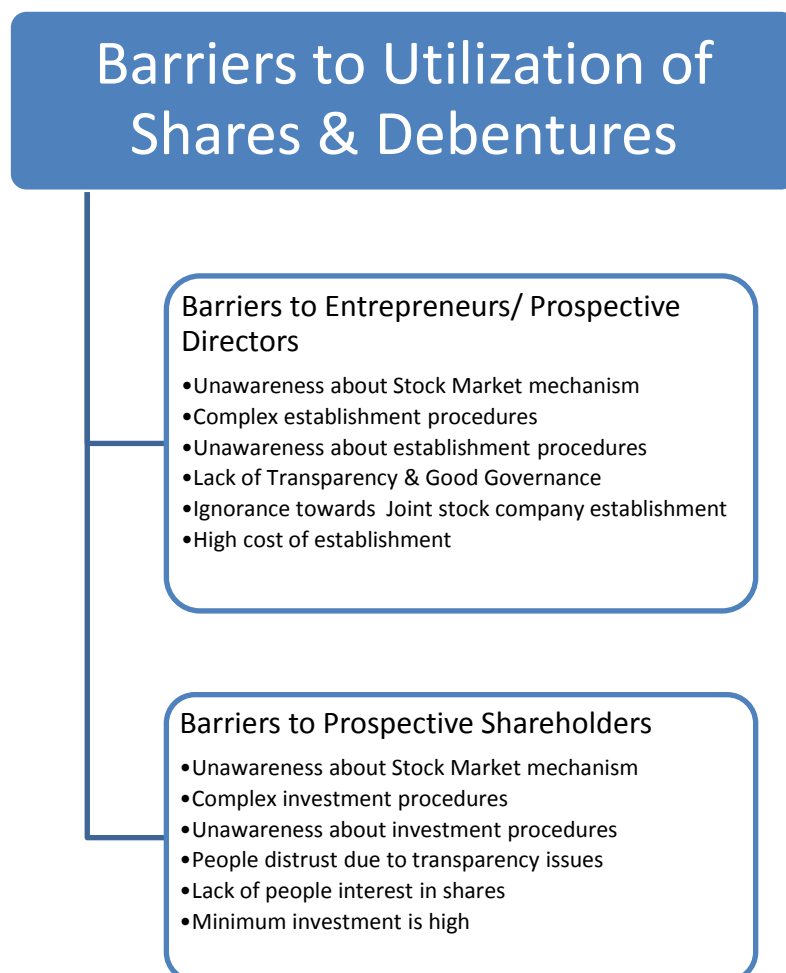 Barriers to Utilization of
Shares & Debentures
Barriers to Entrepreneurs/ Prospective
Directors
•Unawareness about Stock Market mechanism
•Complex establishment procedures
•Unawareness about establishment procedures
•Lack of Transparency & Good Governance
•Ignorance towards  Joint stock company establishment
•High cost of establishment
Barriers to Prospective Shareholders
•Unawareness about Stock Market mechanism
•Complex investment procedures
•Unawareness about investment procedures
•People distrust due to transparency issues
•Lack of people interest in shares
•Minimum investment is high